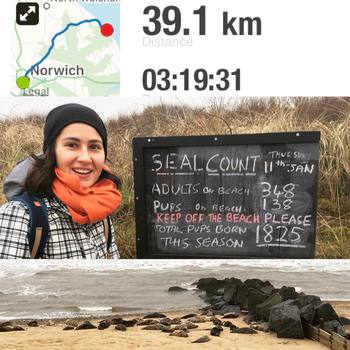 North Walsham
Norwich
Legal
39.1 km
Distance
03:19:31
SEAL COUNT THURSDAY
11th JAN
ADULTS ON BEACH 348
PUPS ON BEACH 138
KEEP OFF THE BEACH PLEASE
TOTAL PUPS BORN 1825
THIS SEASON